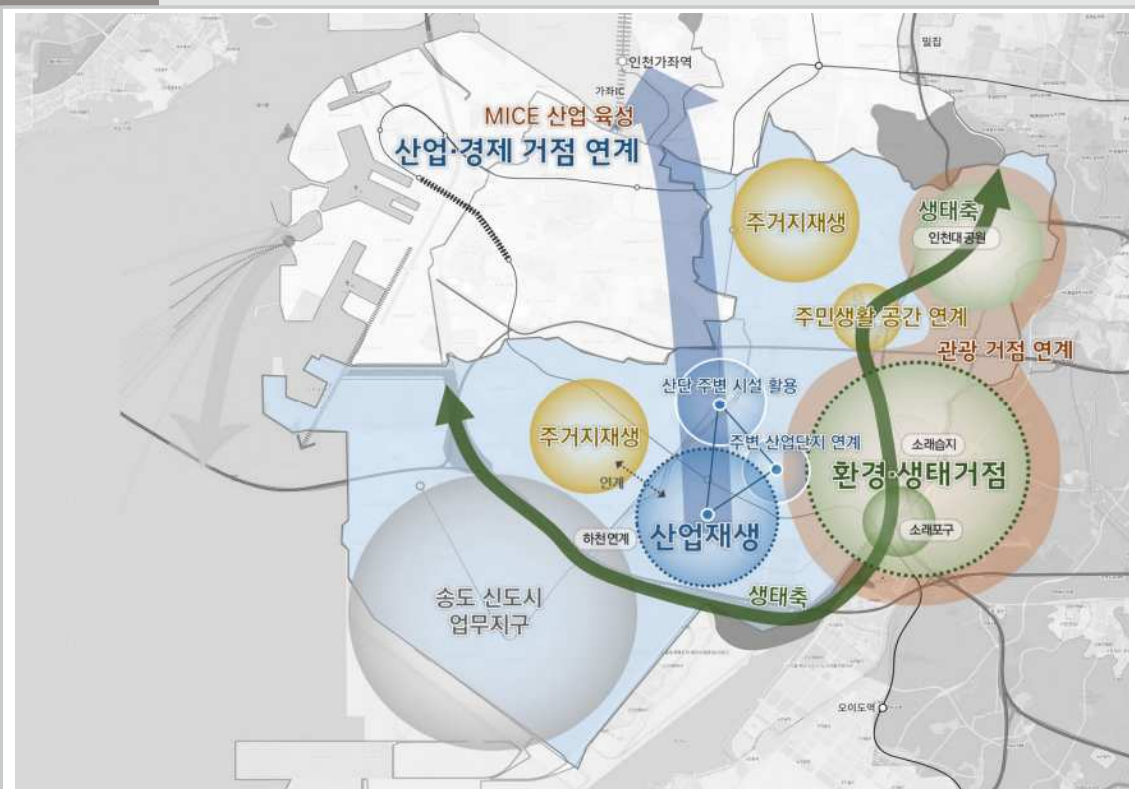 인천가좌역
가좌IC
밀집
MICE 산업 육성
산업·경제 거점 연계
주거지재생
생태축
인천대공원
주민생활 공간 연계
관광 거점 연계
산단 주변 시설 활용
주거지재생
주변 산업단지 연계
소래습지
환경·생태거점
연계
산업재생
소래포구
하천연계
생태축
송도 신도시
업무지구
오이도역